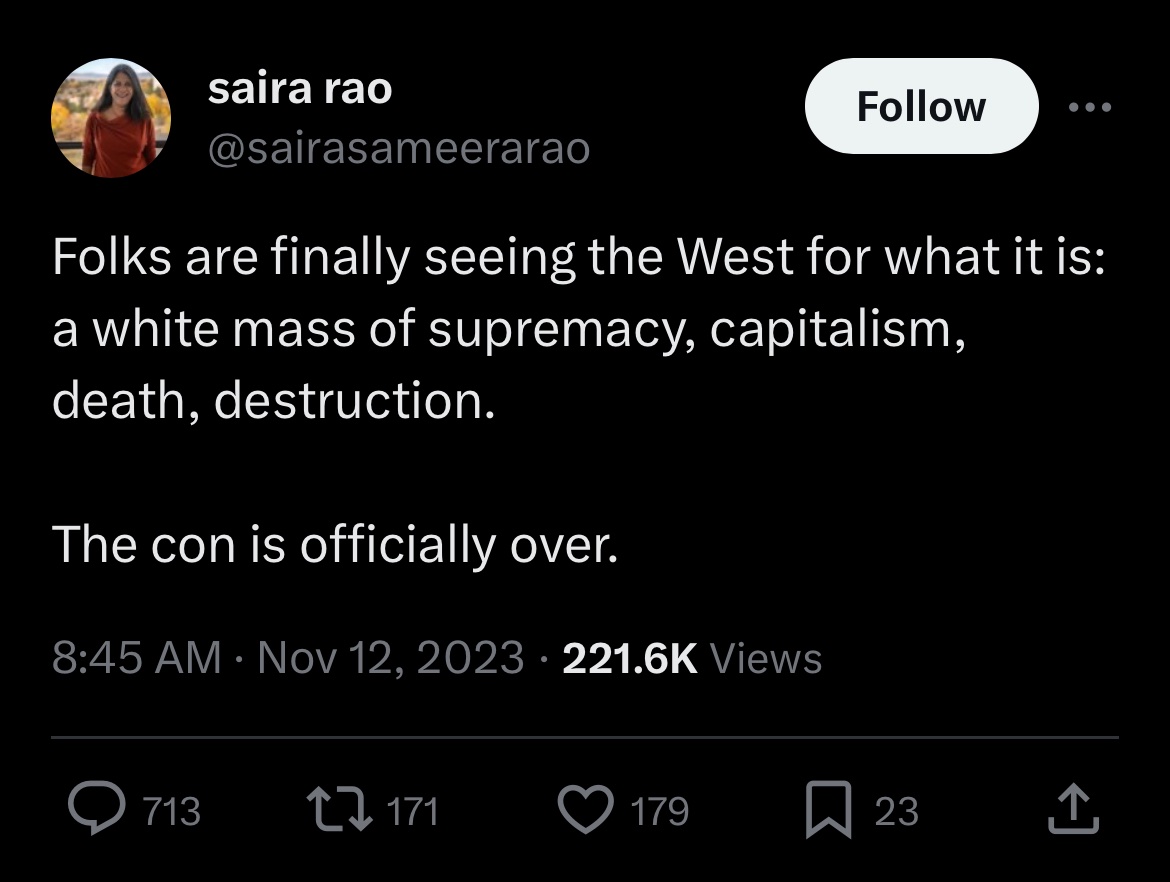 saira rao
@sairasameerarao
Follow
Folks are finally seeing the West for what it is:
a white mass of supremacy, capitalism,
death, destruction.
The con is officially over.
8:45 AM · Nov 12, 2023 · 221.6K Views
713 171 179 23